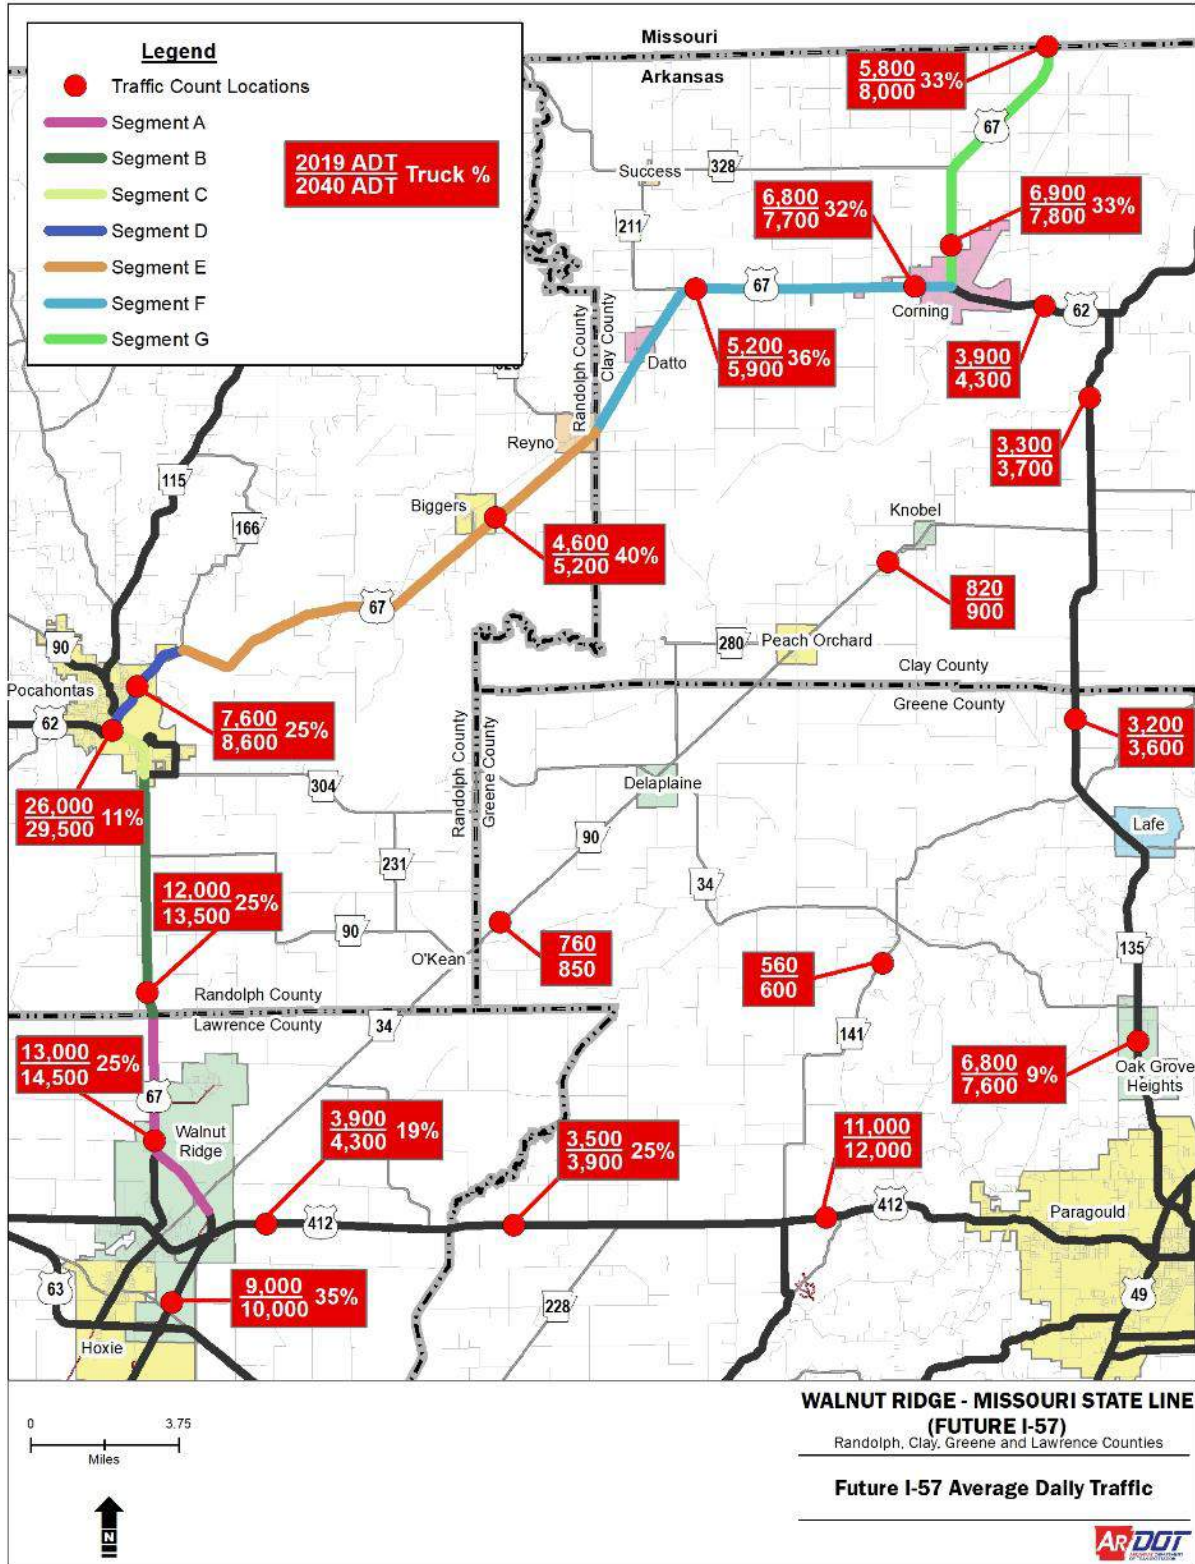 Legend
Traffic Count Locations
Segment A
Segment B
Segment C
Segment D
Segment E
Segment F
Segment G
2019 ADT
2040 ADT Truck %
Missouri
Arkansas
5,800
8,000 33%
67
Success
328
211
6,800
7,700 32%
6,900
7,800 33%
67
Corning
62
Randolph County
Clay County
Datto
5,200
5,900 36%
3,900
4,300
Reyno
3,300
3,700
115
166
Biggers
Knobel
4,600
5,200 40%
820
900
67
90
280
Peach Orchard
Clay County
Greene County
Pocahontas
62
7,600
8,600 25%
3,200
3,600
Randolph County
Greene County
304
Delaplaine
26,000
29,500 11%
Lafe
90
231
34
12,000
13,500 25%
90
O'Kean
760
850
560
600
135
Randolph County
Lawrence County
34
141
13,000
14,500 25%
6,800
7,600 9%
Oak Grove
Heights
67
Walnut
Ridge
3,900
4,300 19%
3,500
3,900 25%
11,000
12,000
412
412
Paragould
63
9,000
10,000 35%
228
49
Hoxie
0 3.75
Miles
N
WALNUT RIDGE - MISSOURI STATE LINE
(FUTURE I-57)
Randolph, Clay, Greene and Lawrence Counties
Future I-57 Average Daily Traffic
ARDOT